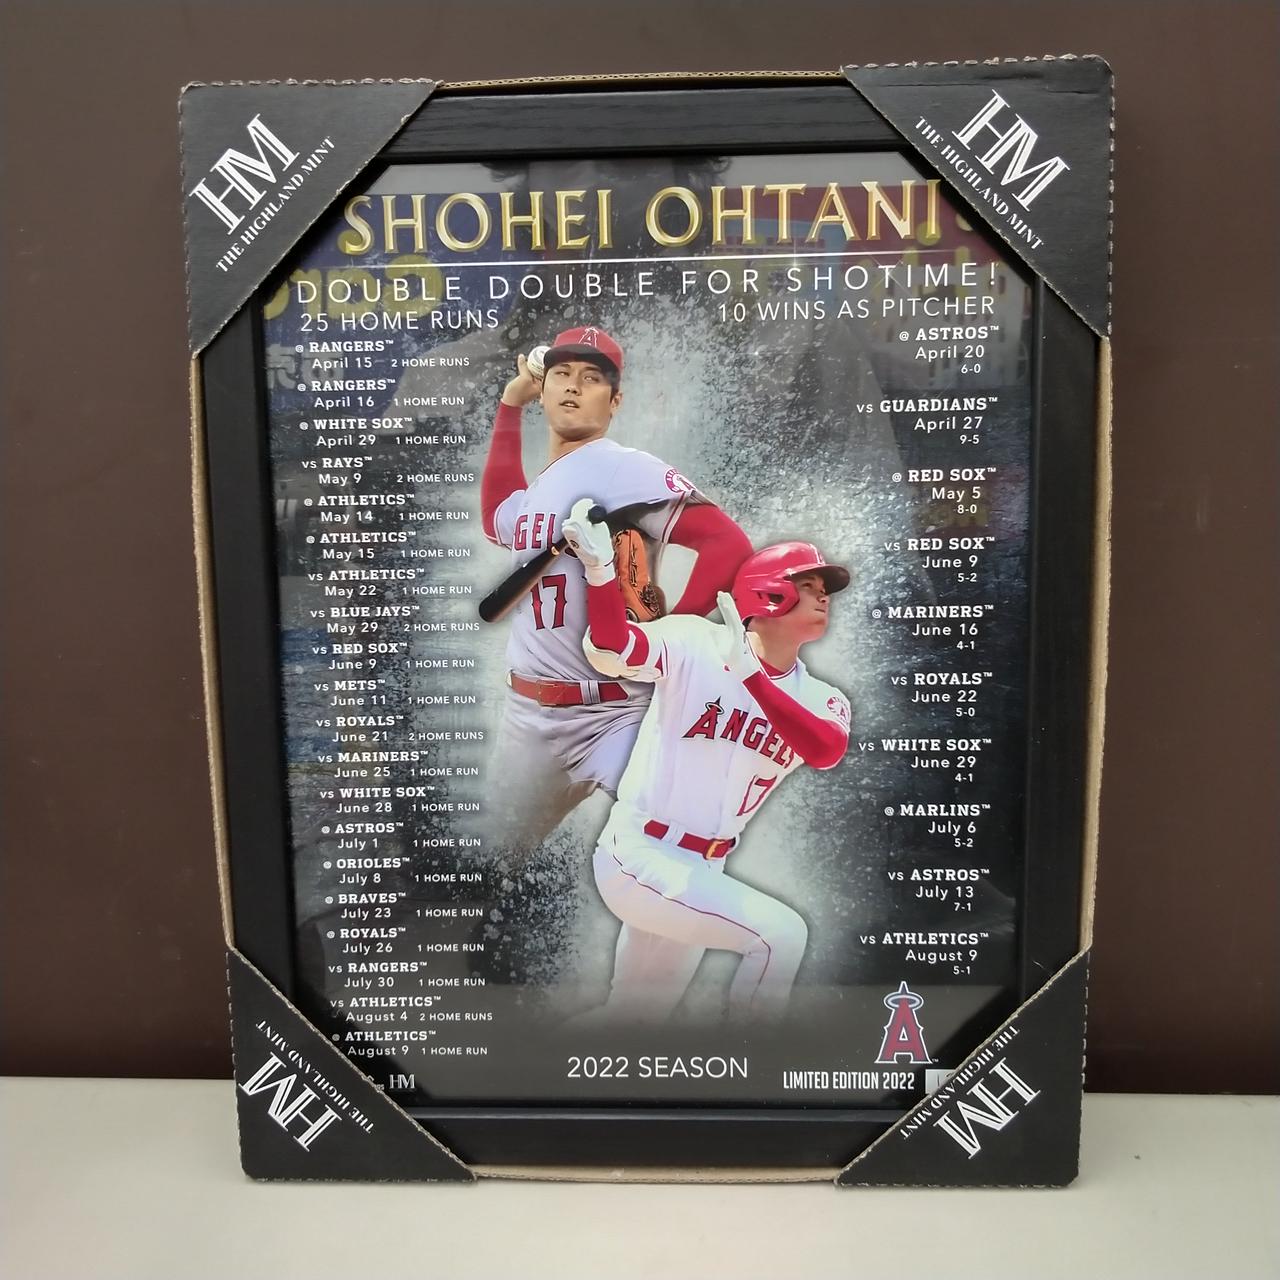 HM
THE HIGHLAND MINT
HM
THE HIGHLAND MINT
SHOHEI OHTANI
DOUBLE DOUBLE FOR SHOTIME!
25 HOME RUNS
@ RANGERS™
April 15 2 HOME RUNS
@ RANGERS™
April 16 1 HOME RUN
@ WHITE SOX™
April 29 1 HOME RUN
vs RAYS™
May 9 2 HOME RUNS
@ ATHLETICS™
May 14 1 HOME RUN
@ ATHLETICS™
May 15 1 HOME RUN
vs ATHLETICS™
May 22 1 HOME RUN
vs BLUE JAYS™
May 29 2 HOME RUNS
vs RED SOX™
June 9 1 HOME RUN
vs METS™
June 11 1 HOME RUN
vs ROYALS™
June 21 2 HOME RUNS
vs MARINERS™
June 25 1 HOME RUN
vs WHITE SOX™
June 28 1 HOME RUN
@ ASTROS™
July 1 1 HOME RUN
@ ORIOLES™
July 8 1 HOME RUN
@ BRAVES™
July 23 1 HOME RUN
@ ROYALS™
July 26 1 HOME RUN
vs RANGERS™
July 30 1 HOME RUN
vs ATHLETICS™
August 4 2 HOME RUNS
@ ATHLETICS™
August 9 1 HOME RUN
10 WINS AS PITCHER
@ ASTROS™
April 20
6-0
vs GUARDIANS™
April 27
9-5
@ RED SOX™
May 5
8-0
vs RED SOX™
June 9
5-2
@ MARINERS™
June 16
4-1
vs ROYALS™
June 22
5-0
vs WHITE SOX™
June 29
4-1
@ MARLINS™
July 6
5-2
vs ASTROS™
July 13
7-1
vs ATHLETICS™
August 9
5-1
A
GEL
17
ANGELS
17
A
HM
2022 SEASON
LIMITED EDITION 2022
HM
THE HIGHLAND MINT
HM
THE HIGHLAND MINT